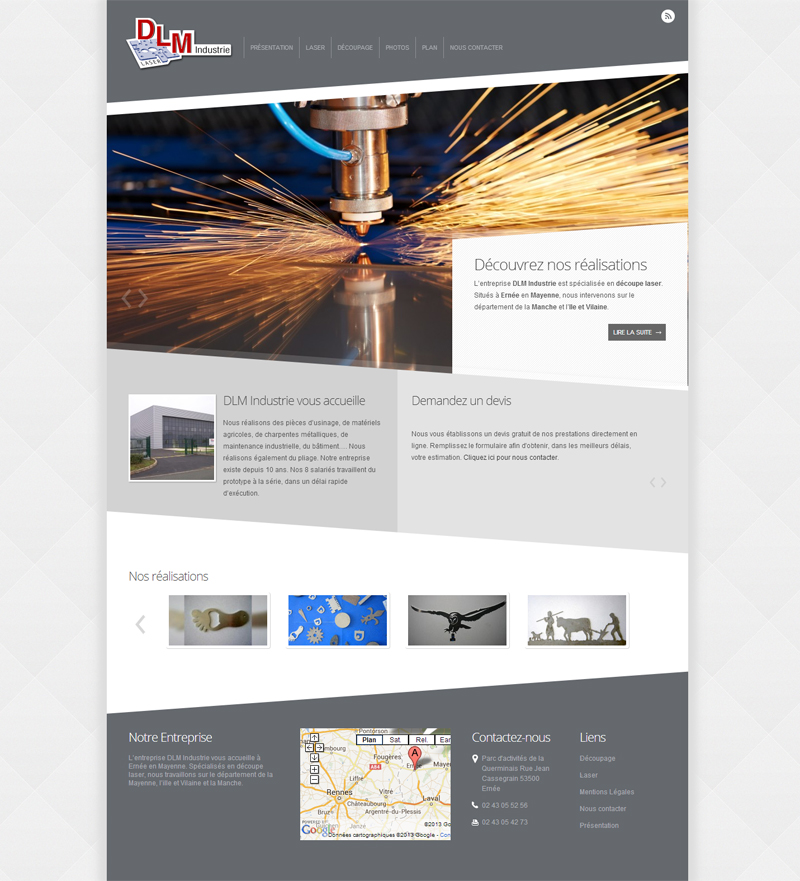 DLM Industrie
LASER
PRÉSENTATION
LASER
DÉCOUPAGE
PHOTOS
PLAN
NOUS CONTACTER
Découvrez nos réalisations
L'entreprise DLM Industrie est spécialisée en découpe laser.
Situés à Ernée en Mayenne, nous intervenons sur le
département de la Manche et l'Ile et Vilaine.
LIRE LA SUITE →
DLM Industrie vous accueille
Nous réalisons des pièces d'usinage, de matériels
agricoles, de charpentes métalliques, de
maintenance industrielle, du bâtiment.... Nous
réalisons également du pliage. Notre entreprise
existe depuis 10 ans. Nos 8 salariés travaillent du
prototype à la série, dans un délai rapide
d'exécution.
Demandez un devis
Nous vous établissons un devis gratuit de nos prestations directement en
ligne. Remplissez le formulaire afin d'obtenir, dans les meilleurs délais,
votre estimation. Cliquez ici pour nous contacter.
Nos réalisations
Notre Entreprise
L'entreprise DLM Industrie vous accueille à
Ernée en Mayenne. Spécialisés en découpe
laser, nous travaillons sur le département de la
Mayenne, l'Ille et Vilaine et la Manche.
Pontorson
Plan
Sat.
Rel.
Ear
Fougères
A
A84
Liffré
Rennes
Vitré
Laval
Châteaubourg
Argentré-du-Plessis
Bruz
Janzé
POWERED BY
Google
©2013 Go
Données cartographiques ©2013 Google - Con
Contactez-nous
Parc d'activités de la
Querminais Rue Jean
Cassegrain 53500
Ernée
02 43 05 52 56
02 43 05 42 73
Liens
Découpage
Laser
Mentions Légales
Nous contacter
Présentation